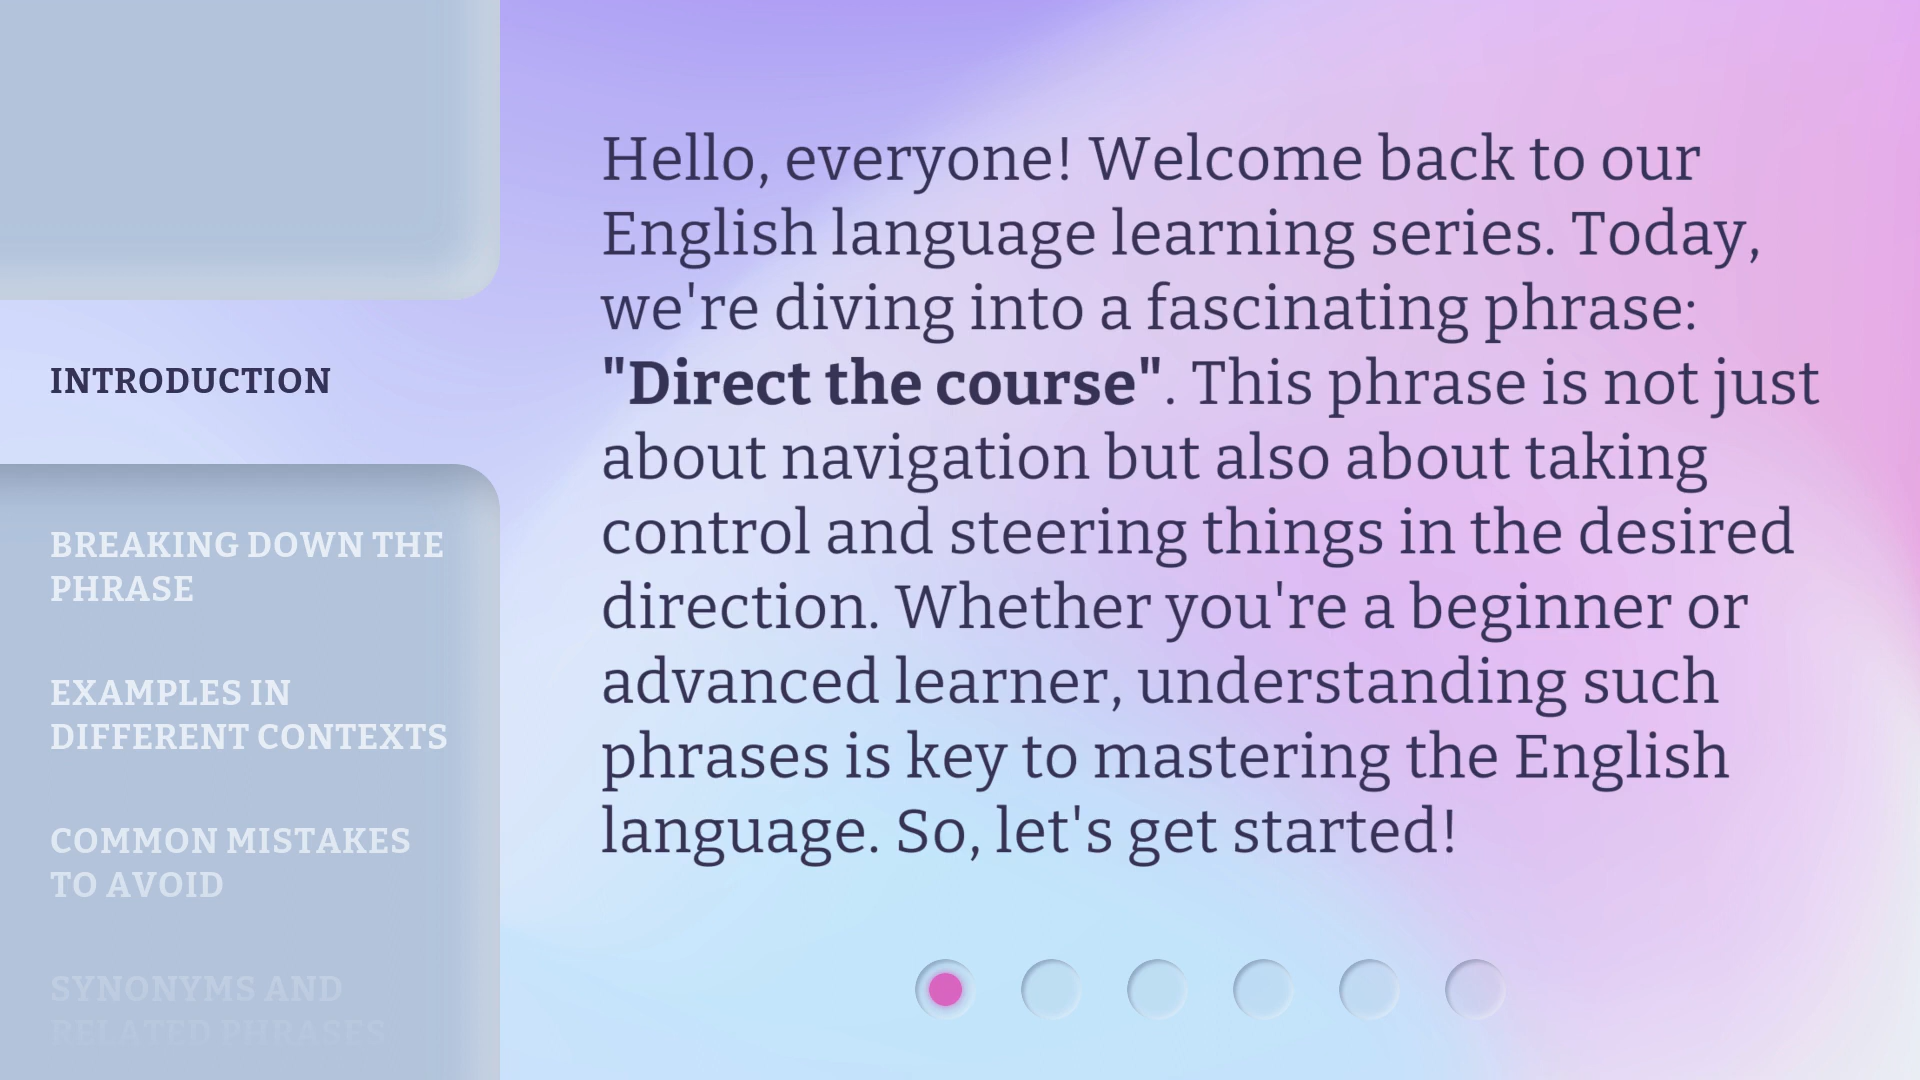 INTRODUCTION
BREAKING DOWN THE
PHRASE
EXAMPLES IN
DIFFERENT CONTEXTS
COMMON MISTAKES
TO AVOID
SYNONYMS AND
RELATED PHRASES
Hello, everyone! Welcome back to our
English language learning series. Today,
we're diving into a fascinating phrase:
"Direct the course". This phrase is not just
about navigation but also about taking
control and steering things in the desired
direction. Whether you're a beginner or
advanced learner, understanding such
phrases is key to mastering the English
language. So, let's get started!